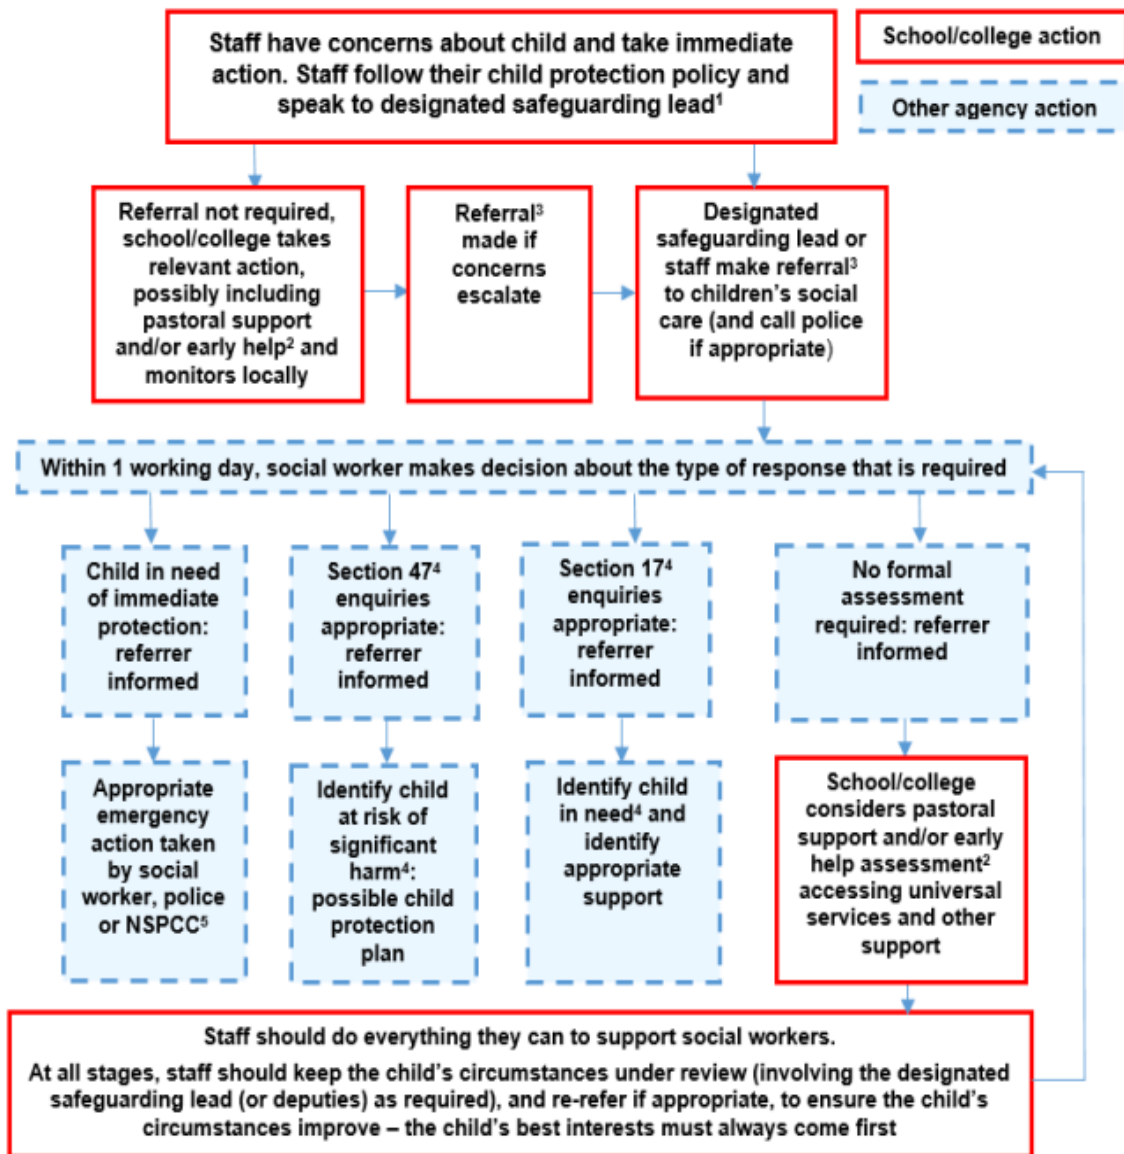 Staff have concerns about child and take immediate
action. Staff follow their child protection policy and
speak to designated safeguarding lead¹
School/college action
Other agency action
Referral not required,
school/college takes
relevant action,
possibly including
pastoral support
and/or early help² and
monitors locally
Referral³
made if
concerns
escalate
Designated
safeguarding lead or
staff make referral³
to children's social
care (and call police
if appropriate)
Within 1 working day, social worker makes decision about the type of response that is required
Child in need
of immediate
protection:
referrer
informed
Section 47⁴
enquiries
appropriate:
referrer
informed
Section 17⁴
enquiries
appropriate:
referrer
informed
No formal
assessment
required: referrer
informed
Appropriate
emergency
action taken
by social
worker, police
or NSPCC⁵
Identify child
at risk of
significant
harm⁴:
possible child
protection
plan
Identify child
in need⁴ and
identify
appropriate
support
School/college
considers pastoral
support and/or early
help assessment²
accessing universal
services and other
support
Staff should do everything they can to support social workers.
At all stages, staff should keep the child's circumstances under review (involving the designated
safeguarding lead (or deputies) as required), and re-refer if appropriate, to ensure the child's
circumstances improve – the child's best interests must always come first